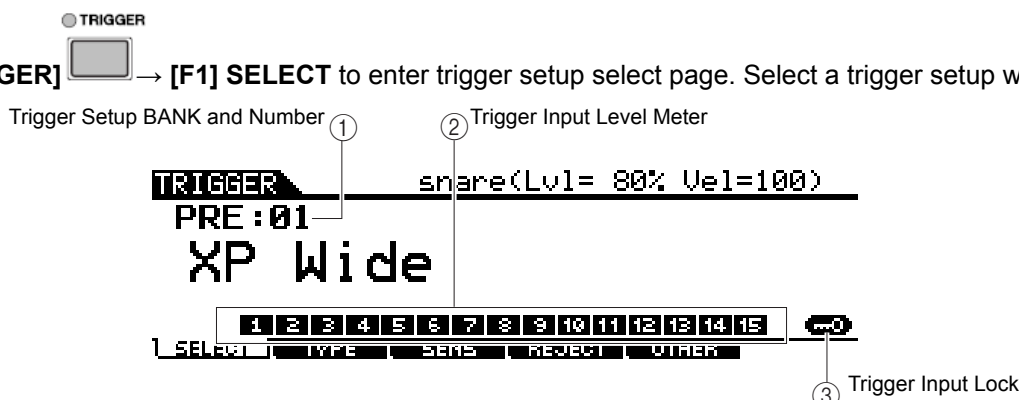 TRIGGER
GER] → [F1] SELECT to enter trigger setup select page. Select a trigger setup w
Trigger Setup BANK and Number ① ② Trigger Input Level Meter
TRIGGER snare(Lvl= 80% Vel=100)
PRE:01
XP Wide
1 2 3 4 5 6 7 8 9 10 11 12 13 14 15
SELECT TYPE SENS REJECT OTHER
③ Trigger Input Lock